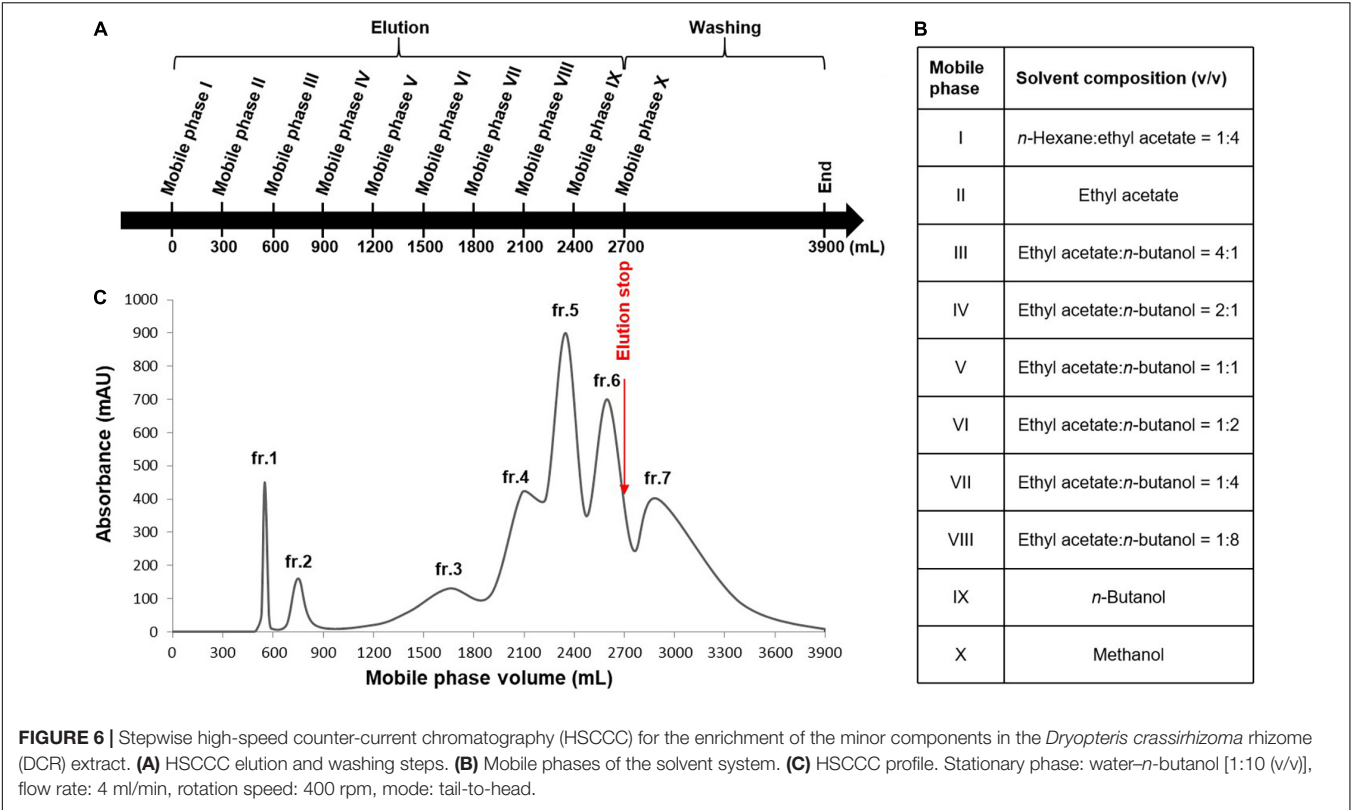 A
Elution
Washing
Mobile phase I
Mobile phase II
Mobile phase III
Mobile phase IV
Mobile phase V
Mobile phase VI
Mobile phase VII
Mobile phase VIII
Mobile phase IX
Mobile phase X
End
0 300 600 900 1200 1500 1800 2100 2400 2700 3900 (mL)
B
Mobile phase Solvent composition (v/v)
I n-Hexane:ethyl acetate = 1:4
II Ethyl acetate
III Ethyl acetate:n-butanol = 4:1
IV Ethyl acetate:n-butanol = 2:1
V Ethyl acetate:n-butanol = 1:1
VI Ethyl acetate:n-butanol = 1:2
VII Ethyl acetate:n-butanol = 1:4
VIII Ethyl acetate:n-butanol = 1:8
IX n-Butanol
X Methanol
C
Absorbance (mAU)
1000
900
800
700
600
500
400
300
200
100
0
fr.1
fr.2
fr.3
fr.4
fr.5
fr.6
Elution stop
fr.7
0 300 600 900 1200 1500 1800 2100 2400 2700 3000 3300 3600 3900
Mobile phase volume (mL)
FIGURE 6 | Stepwise high-speed counter-current chromatography (HSCCC) for the enrichment of the minor components in the Dryopteris crassirhizoma rhizome
(DCR) extract. (A) HSCCC elution and washing steps. (B) Mobile phases of the solvent system. (C) HSCCC profile. Stationary phase: water–n-butanol [1:10 (v/v)],
flow rate: 4 ml/min, rotation speed: 400 rpm, mode: tail-to-head.